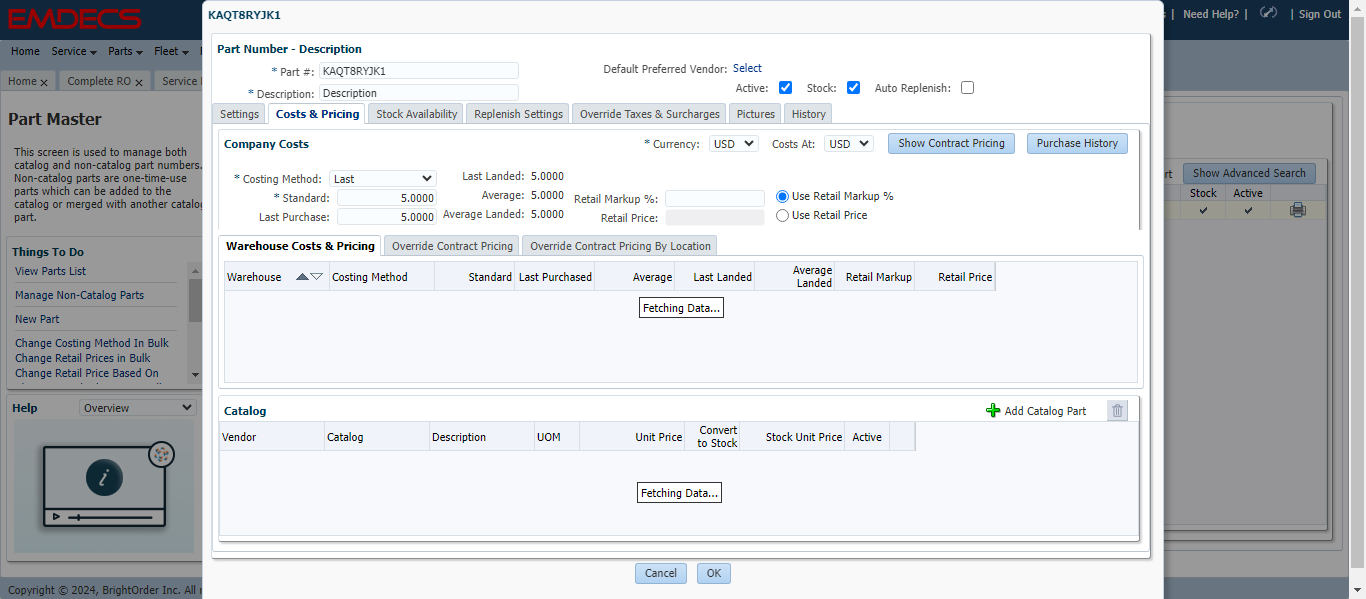 EMDECS
Need Help? |
| Sign Out
Home Service Parts Fleet
Home Complete RO Service
Part Master
This screen is used to manage both
catalog and non-catalog part numbers.
Non-catalog parts are one-time-use
parts which can be added to the
catalog or merged with another catalog
part.
Things To Do
View Parts List
Manage Non-Catalog Parts
New Part
Change Costing Method In Bulk
Change Retail Prices in Bulk
Change Retail Price Based On
Help Overview
Copyright © 2024, BrightOrder Inc. All
KAQT8RYJK1
Part Number - Description
* Part #: KAQT8RYJK1
* Description: Description
Default Preferred Vendor: Select
Active: Stock: Auto Replenish:
Settings Costs & Pricing Stock Availability Replenish Settings Override Taxes & Surcharges Pictures History
Company Costs
* Currency: USD Costs At: USD Show Contract Pricing Purchase History
* Costing Method: Last
* Standard: 5.0000
Last Purchase: 5.0000
Last Landed: 5.0000
Average: 5.0000
Average Landed: 5.0000
Retail Markup %:
Retail Price:
Use Retail Markup %
Use Retail Price
Warehouse Costs & Pricing Override Contract Pricing Override Contract Pricing By Location
Warehouse Costing Method Standard Last Purchased Average Last Landed Average Landed Retail Markup Retail Price
Fetching Data...
Catalog
Add Catalog Part
Vendor Catalog Description UOM Unit Price Convert to Stock Stock Unit Price Active
Fetching Data...
Cancel OK
Show Advanced Search
Stock Active